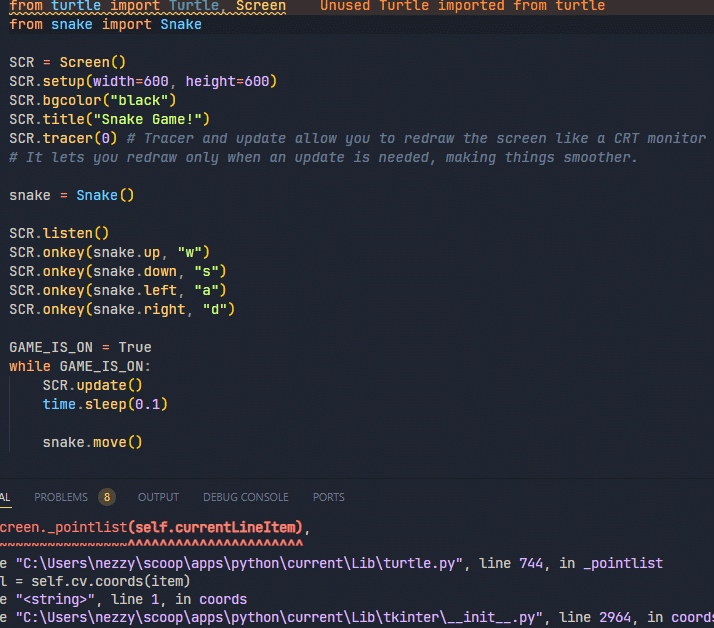 from turtle import Turtle, Screen    Unused Turtle imported from turtle
from snake import Snake
SCR = Screen()
SCR.setup(width=600, height=600)
SCR.bgcolor("black")
SCR.title("Snake Game!")
SCR.tracer(0) # Tracer and update allow you to redraw the screen like a CRT monitor
# It lets you redraw only when an update is needed, making things smoother.
snake = Snake()
SCR.listen()
SCR.onkey(snake.up, "w")
SCR.onkey(snake.down, "s")
SCR.onkey(snake.left, "a")
SCR.onkey(snake.right, "d")
GAME_IS_ON = True
while GAME_IS_ON:
    SCR.update()
    time.sleep(0.1)
    snake.move()
AL PROBLEMS 8 OUTPUT DEBUG CONSOLE PORTS
creen._pointlist(self.currentLineItem),
~~~~~~~~~~~~~~~~^^^^^^^^^^^^^^^^^^^^^^
e "C:\Users\nezzy\scoop\apps\python\current\Lib\turtle.py", line 744, in _pointlist
l = self.cv.coords(item)
e "<string>", line 1, in coords
e "C:\Users\nezzy\scoop\apps\python\current\Lib\tkinter\__init__.py", line 2964, in coords